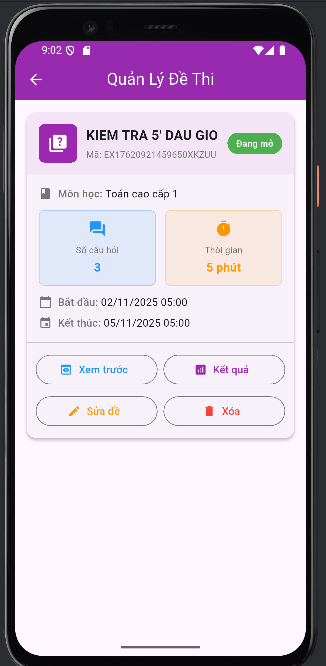 9:02
Quản Lý Đề Thi
KIEM TRA 5' DAU GIO
Đang mở
Mã: EX17620921459650XKZUU
Môn học: Toán cao cấp 1
Số câu hỏi
Thời gian
3
5 phút
Bắt đầu: 02/11/2025 05:00
Kết thúc: 05/11/2025 05:00
Xem trước
Kết quả
Sửa đề
Xóa